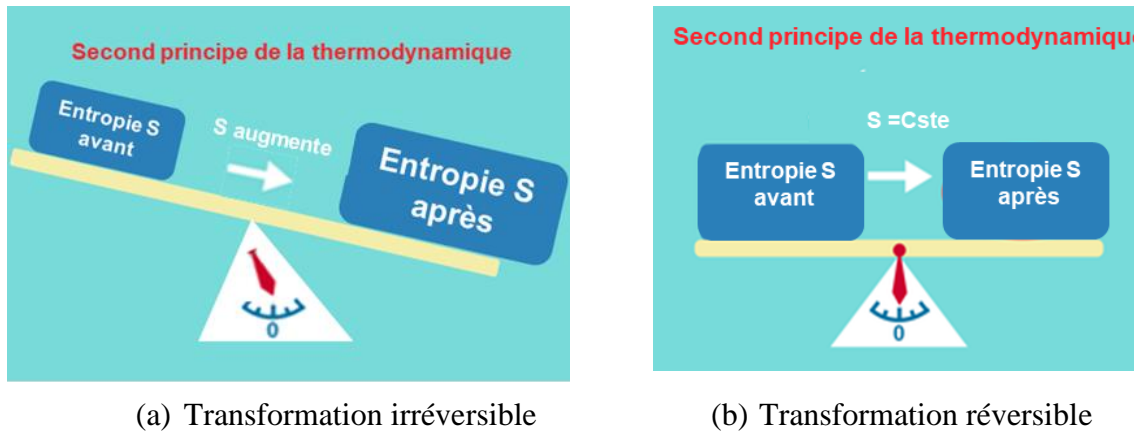 Second principe de la thermodynamique
Entropie S
avant
S augmente
Entropie S
après
0
(a) Transformation irréversible
Second principe de la thermodynamiqu
S =Cste
Entropie S
avant
Entropie S
après
0
(b) Transformation réversible